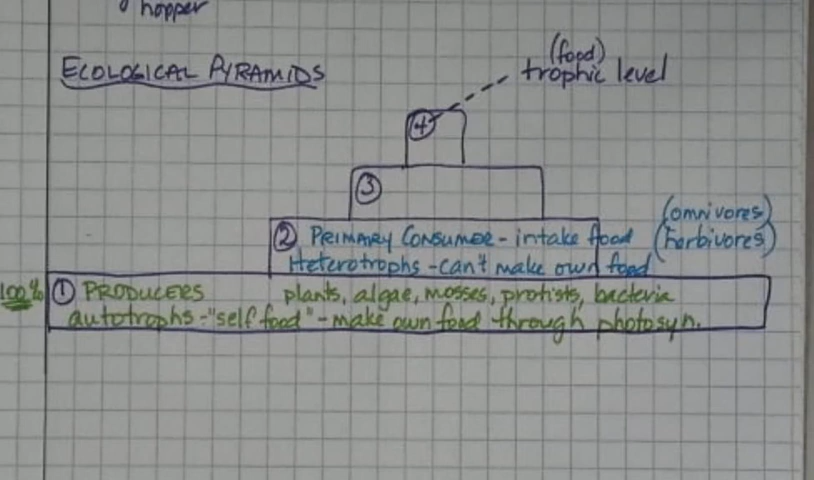 hopper
ECOLOGICAL PYRAMIDS
(food)
trophic level
4
3
2 PRIMARY CONSUMER - intake food
(omnivores)
(herbivores)
Heterotrophs - can't make own food
100% 1 PRODUCERS plants, algae, mosses, protists, bacteria
autotrophs - "self food" - make own food through photosyn.